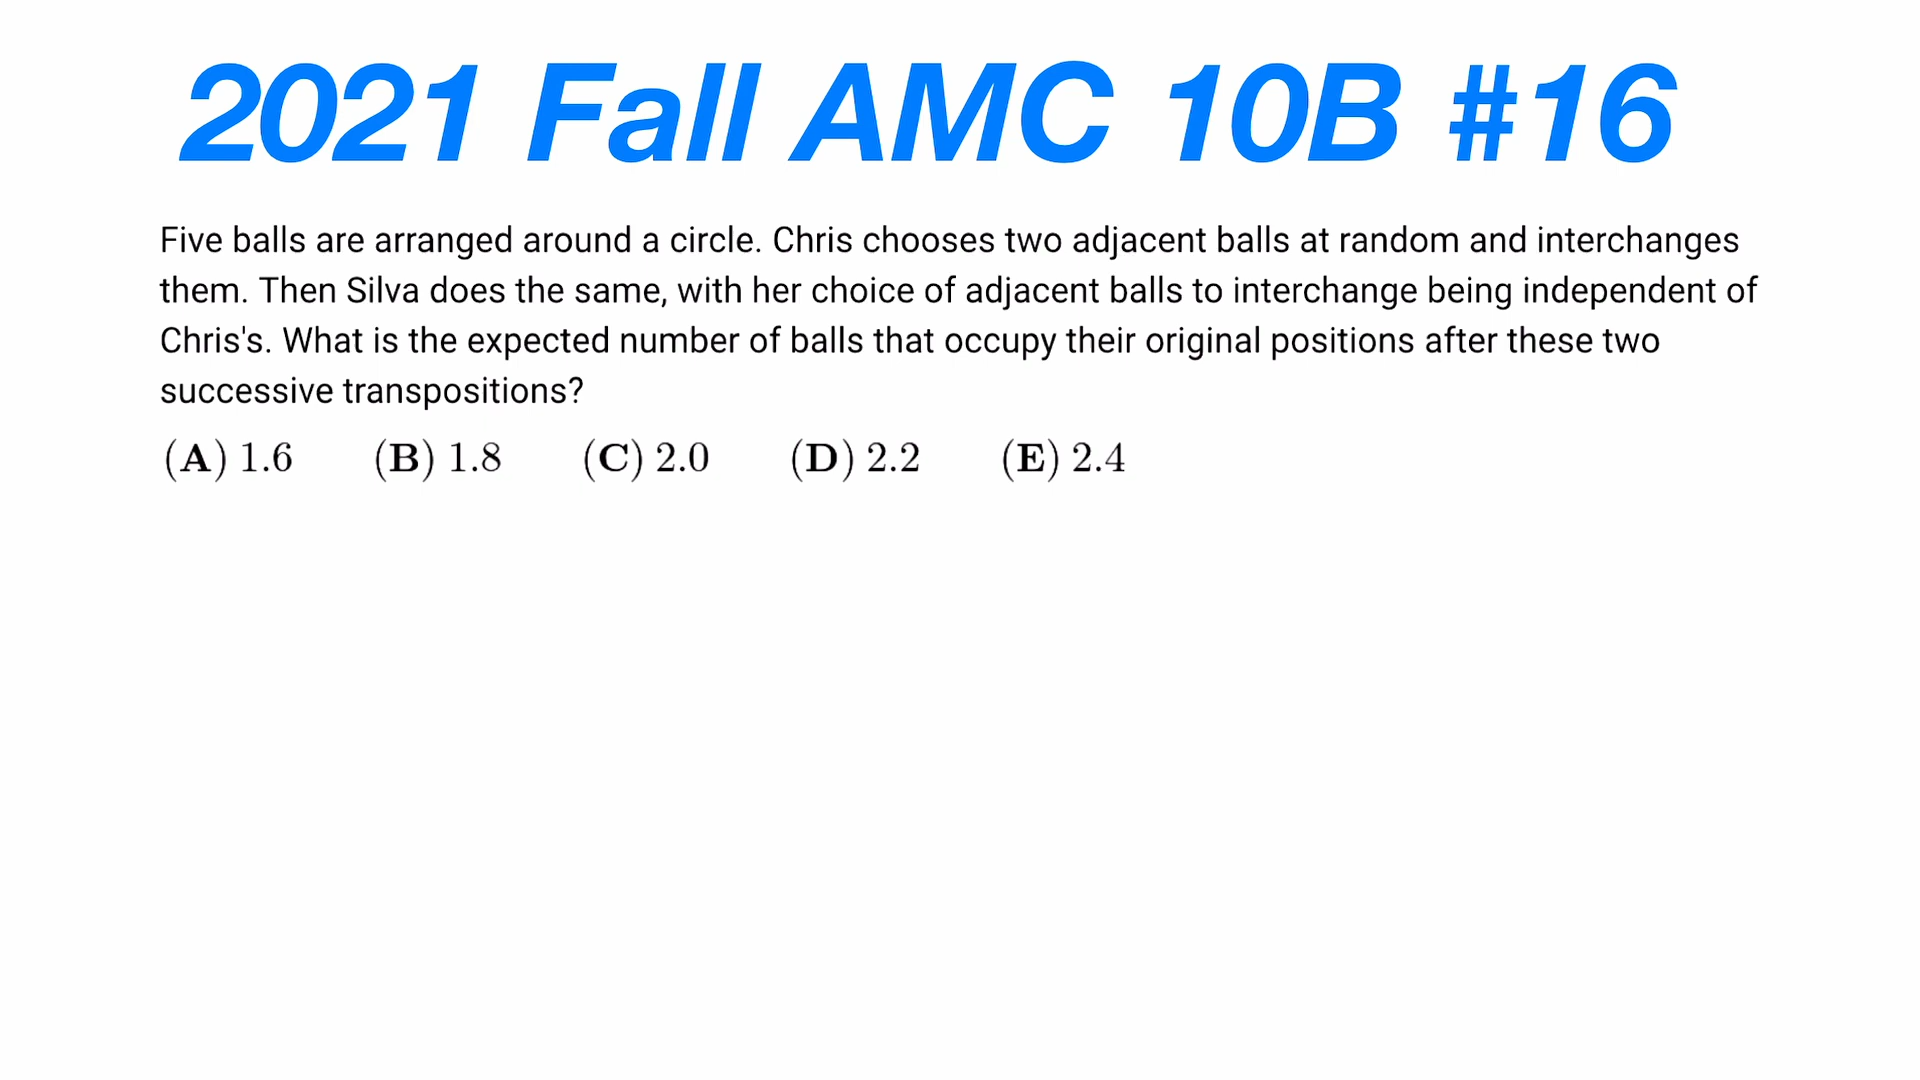 2021 Fall AMC 10B #16
Five balls are arranged around a circle. Chris chooses two adjacent balls at random and interchanges
them. Then Silva does the same, with her choice of adjacent balls to interchange being independent of
Chris's. What is the expected number of balls that occupy their original positions after these two
successive transpositions?
(A) 1.6 (B) 1.8 (C) 2.0 (D) 2.2 (E) 2.4